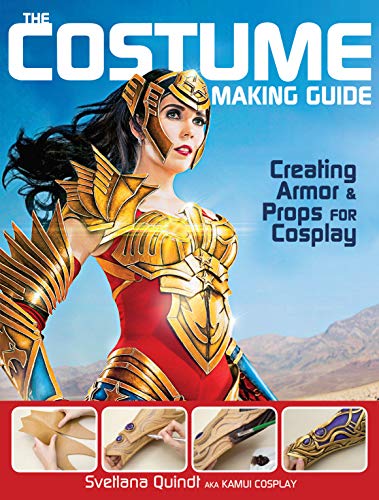 THE
COSTUME
MAKING GUIDE
Creating
Armor &
Props FOR
Cosplay
Svetlana Quindt AKA KAMUI COSPLAY